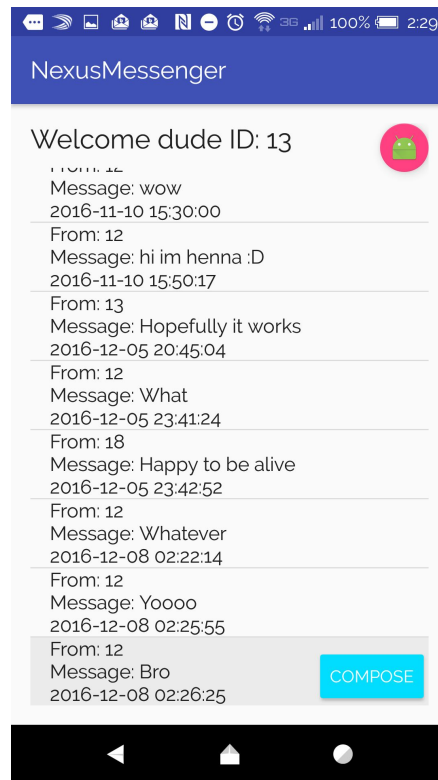 3G 100% 2:29
NexusMessenger
Welcome dude ID: 13
From: 12
Message: wow
2016-11-10 15:30:00
From: 12
Message: hi im henna :D
2016-11-10 15:50:17
From: 13
Message: Hopefully it works
2016-12-05 20:45:04
From: 12
Message: What
2016-12-05 23:41:24
From: 18
Message: Happy to be alive
2016-12-05 23:42:52
From: 12
Message: Whatever
2016-12-08 02:22:14
From: 12
Message: Yoooo
2016-12-08 02:25:55
From: 12
Message: Bro
2016-12-08 02:26:25
COMPOSE